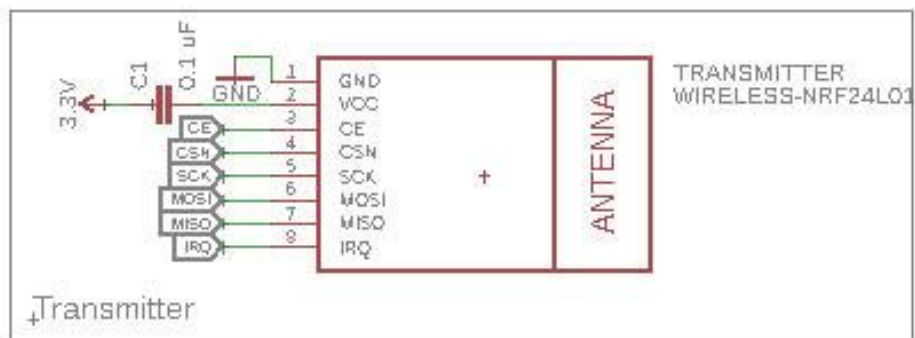 3.3V
C1
0.1 uF
GND
TRANSMITTER
WIRELESS-NRF24L01
1 GND
2 VCC
CE 3 CE
CSN 4 CSN
SCK 5 SCK
MOSI 6 MOSI
MISO 7 MISO
IRQ 8 IRQ
ANTENNA
Transmitter